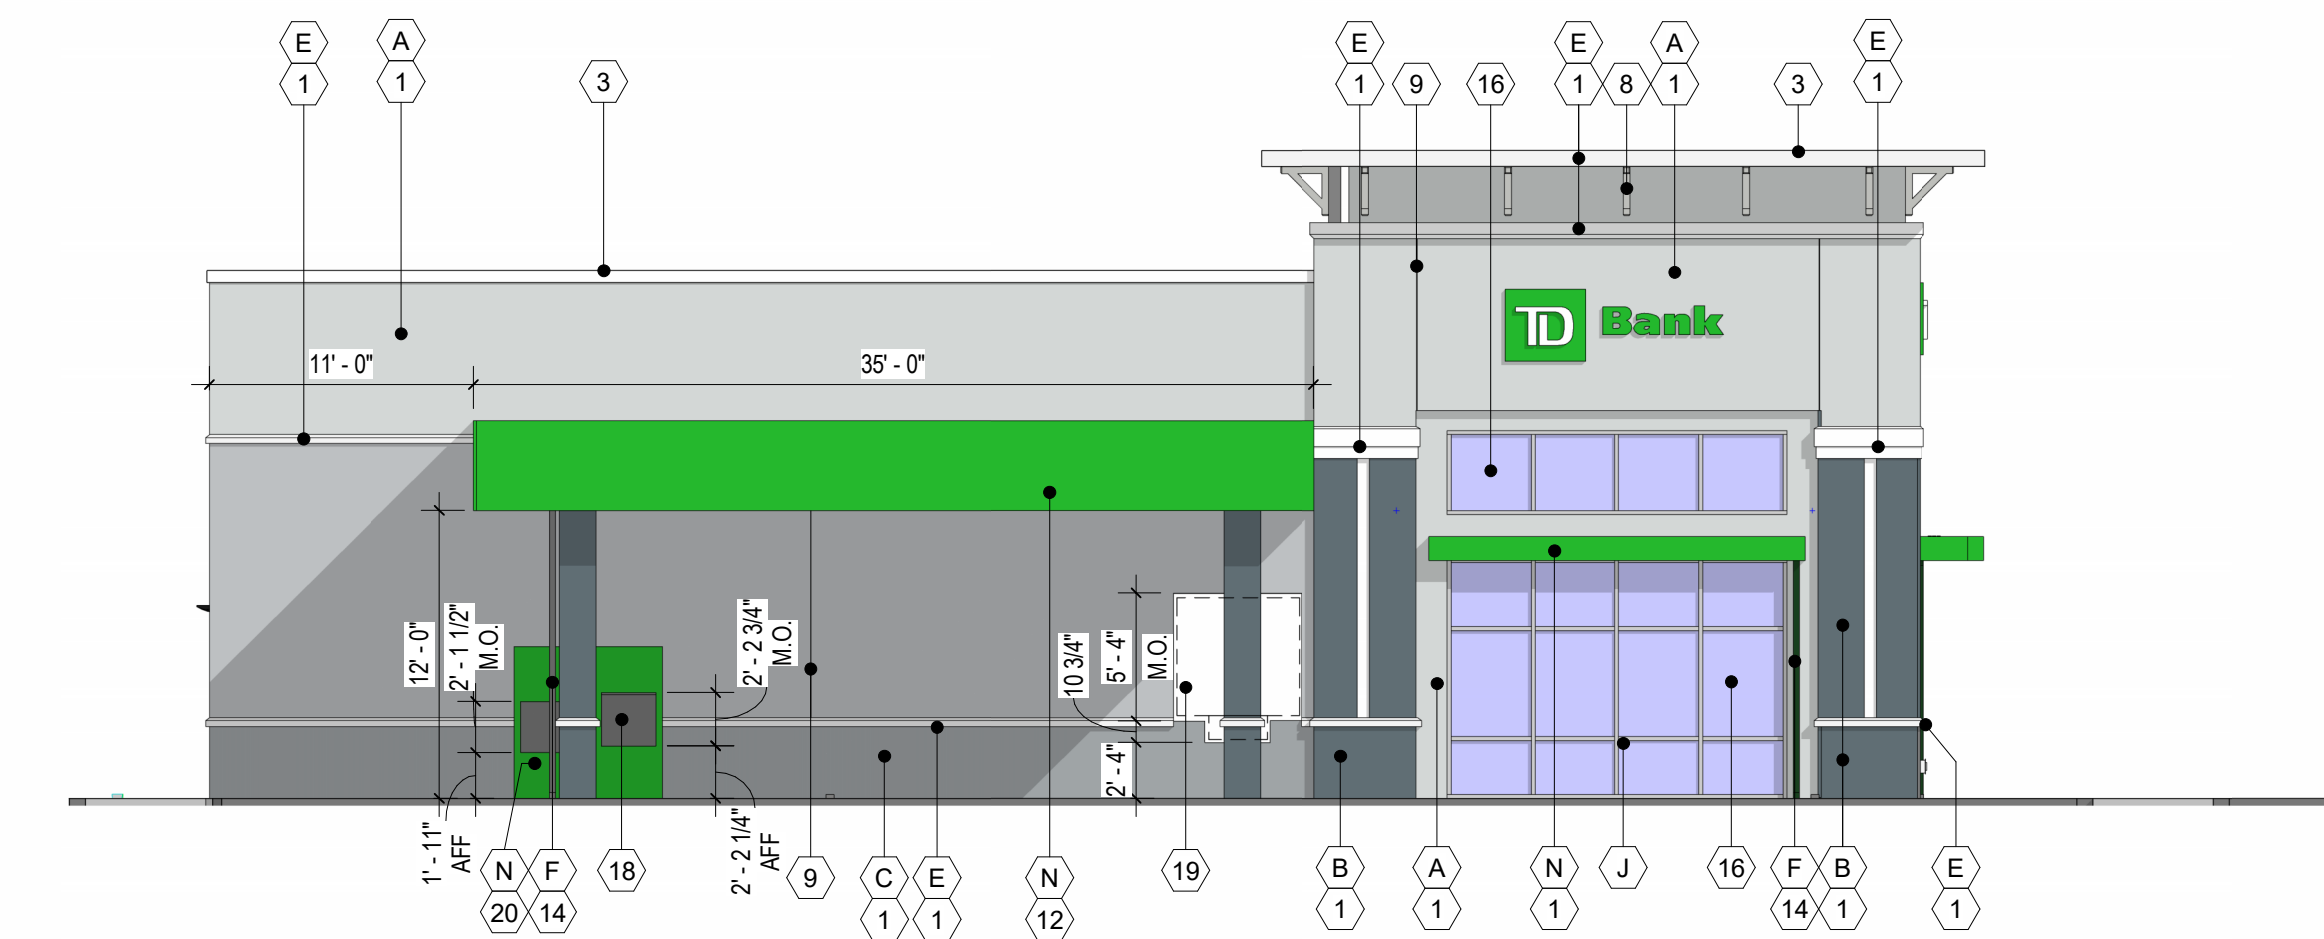 E
A
E
E
A
E
1
1
3
1
9
16
1
8
1
3
1
TD Bank
11' - 0"
35' - 0"
12' - 0"
2' - 1 1/2"
M.O.
2' - 2 3/4"
M.O.
10 3/4"
5' - 4"
M.O.
2' - 4"
1' - 11"
AFF
2' - 2 1/4"
AFF
N
F
18
9
C
E
N
19
B
A
N
J
16
F
B
E
20
14
1
1
12
1
1
1
14
1
1